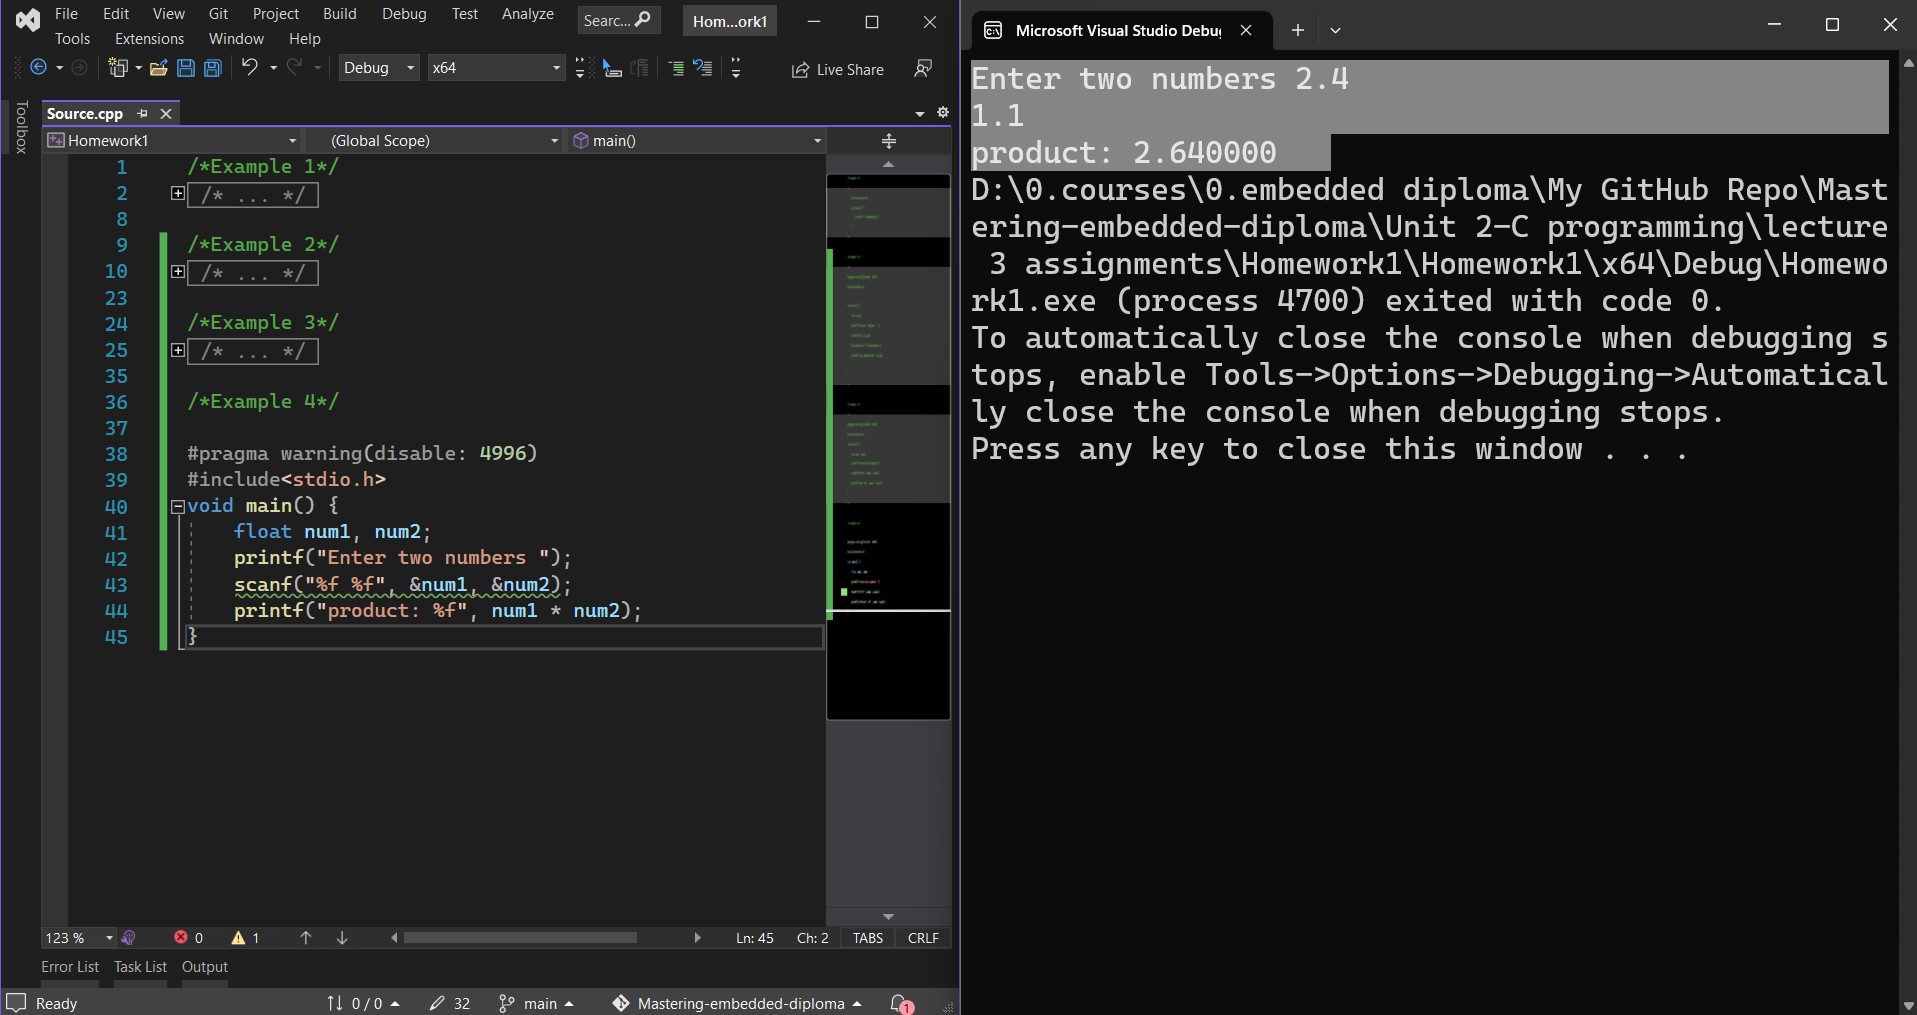 File Edit View Git Project Build Debug Test Analyze
Tools Extensions Window Help
Searc...
Hom...ork1
Debug x64 Live Share
Toolbox
Source.cpp
Homework1 (Global Scope) main()
1 /*Example 1*/
2 /* ... */
8
9 /*Example 2*/
10 /* ... */
23
24 /*Example 3*/
25 /* ... */
35
36 /*Example 4*/
37
38 #pragma warning(disable: 4996)
39 #include<stdio.h>
40 void main() {
41 float num1, num2;
42 printf("Enter two numbers ");
43 scanf("%f %f", &num1, &num2);
44 printf("product: %f", num1 * num2);
45 }
123 % 0 1 Ln: 45 Ch: 2 TABS CRLF
Error List Task List Output
Ready 0 / 0 32 main Mastering-embedded-diploma 1
Microsoft Visual Studio Debu
Enter two numbers 2.4
1.1
product: 2.640000
D:\0.courses\0.embedded diploma\My GitHub Repo\Mast
ering-embedded-diploma\Unit 2-C programming\lecture
3 assignments\Homework1\Homework1\x64\Debug\Homewo
rk1.exe (process 4700) exited with code 0.
To automatically close the console when debugging s
tops, enable Tools->Options->Debugging->Automatical
ly close the console when debugging stops.
Press any key to close this window . . .